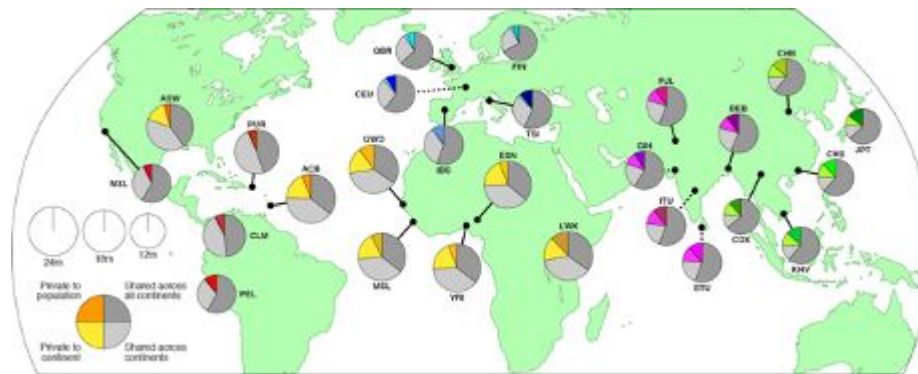 GBR
FIN
CHB
CEU
PJL
BEB
ASW
TSI
JPT
PUR
GWD
IBS
ESN
GIH
CHS
MXL
ACB
ITU
CDX
CLM
LWK
KHV
24m
18m
12m
MSL
YRI
STU
PEL
Private to
population
Shared across
all continents
Private to
continent
Shared across
continents